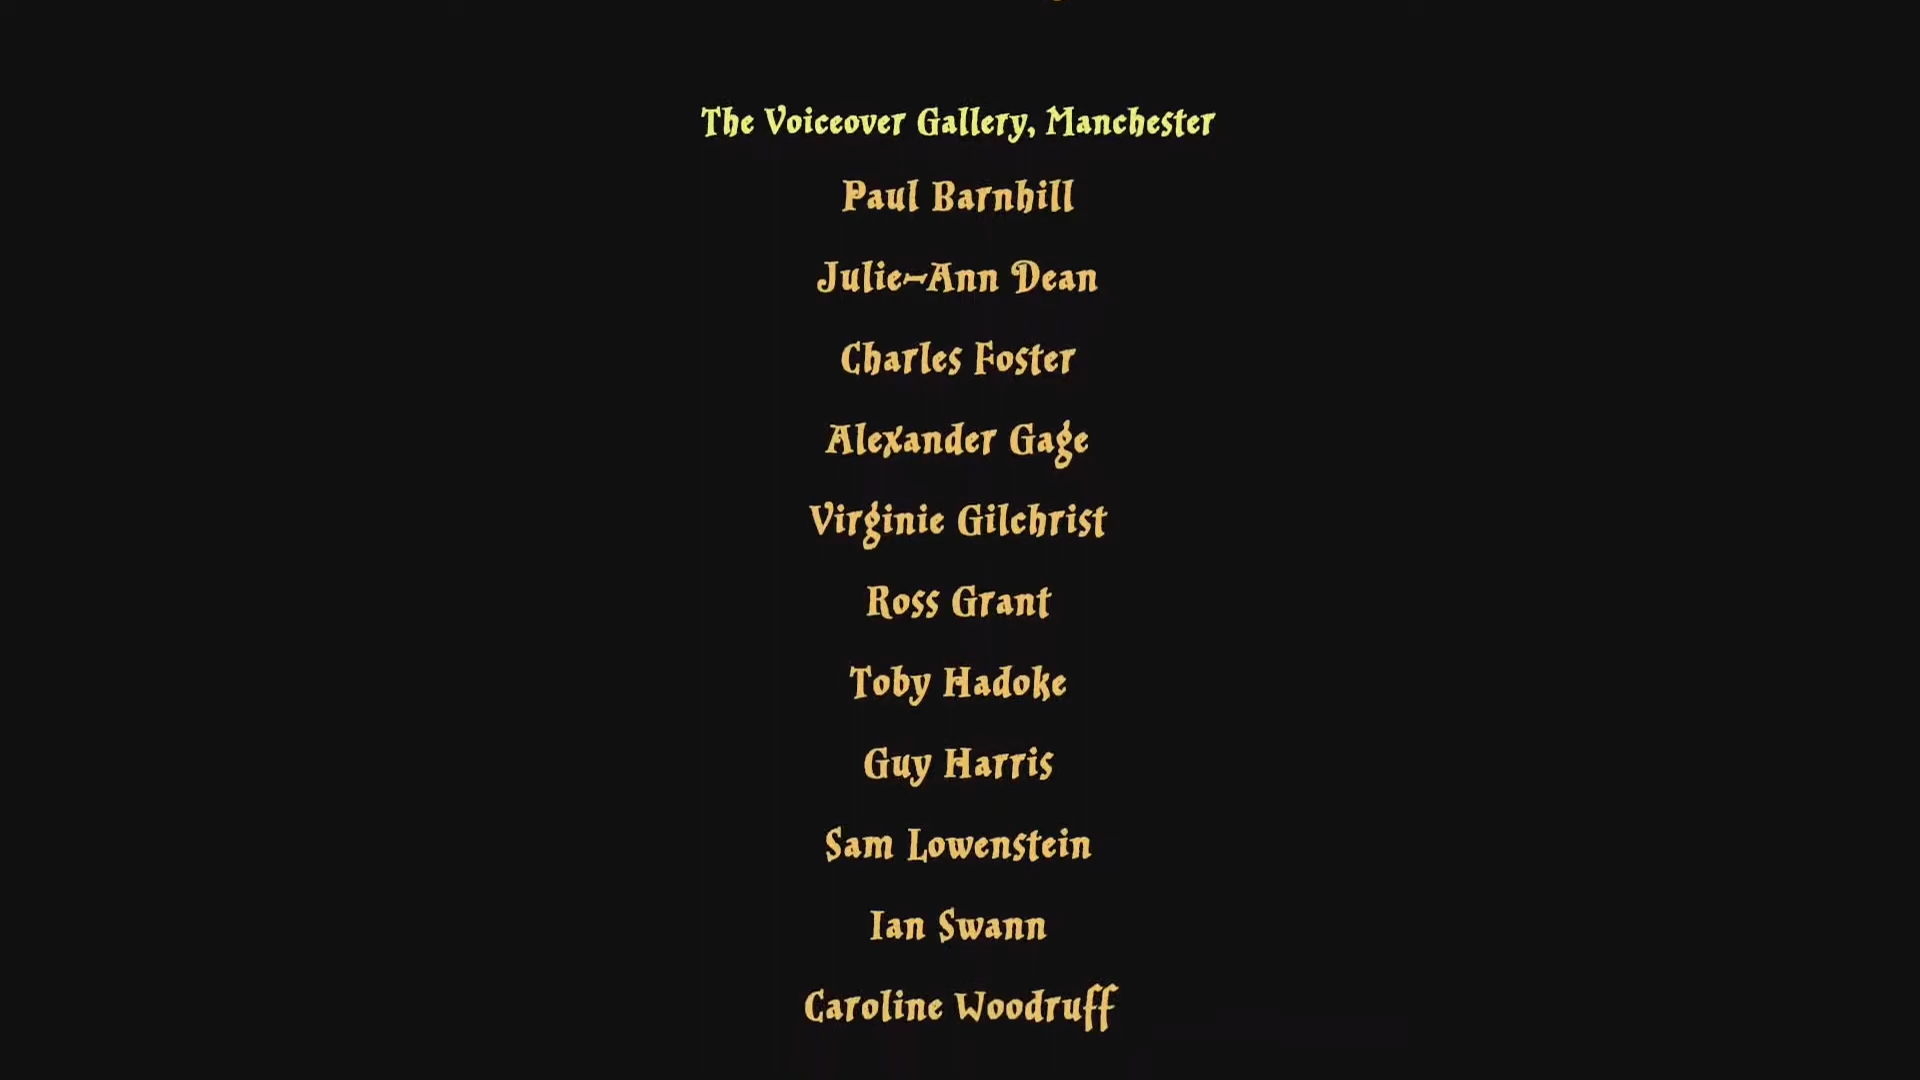 The Voiceover Gallery, Manchester
Paul Barnhill
Julie-Ann Dean
Charles Foster
Alexander Gage
Virginie Gilchrist
Ross Grant
Toby Hadoke
Guy Harris
Sam Lowenstein
Ian Swann
Caroline Woodruff